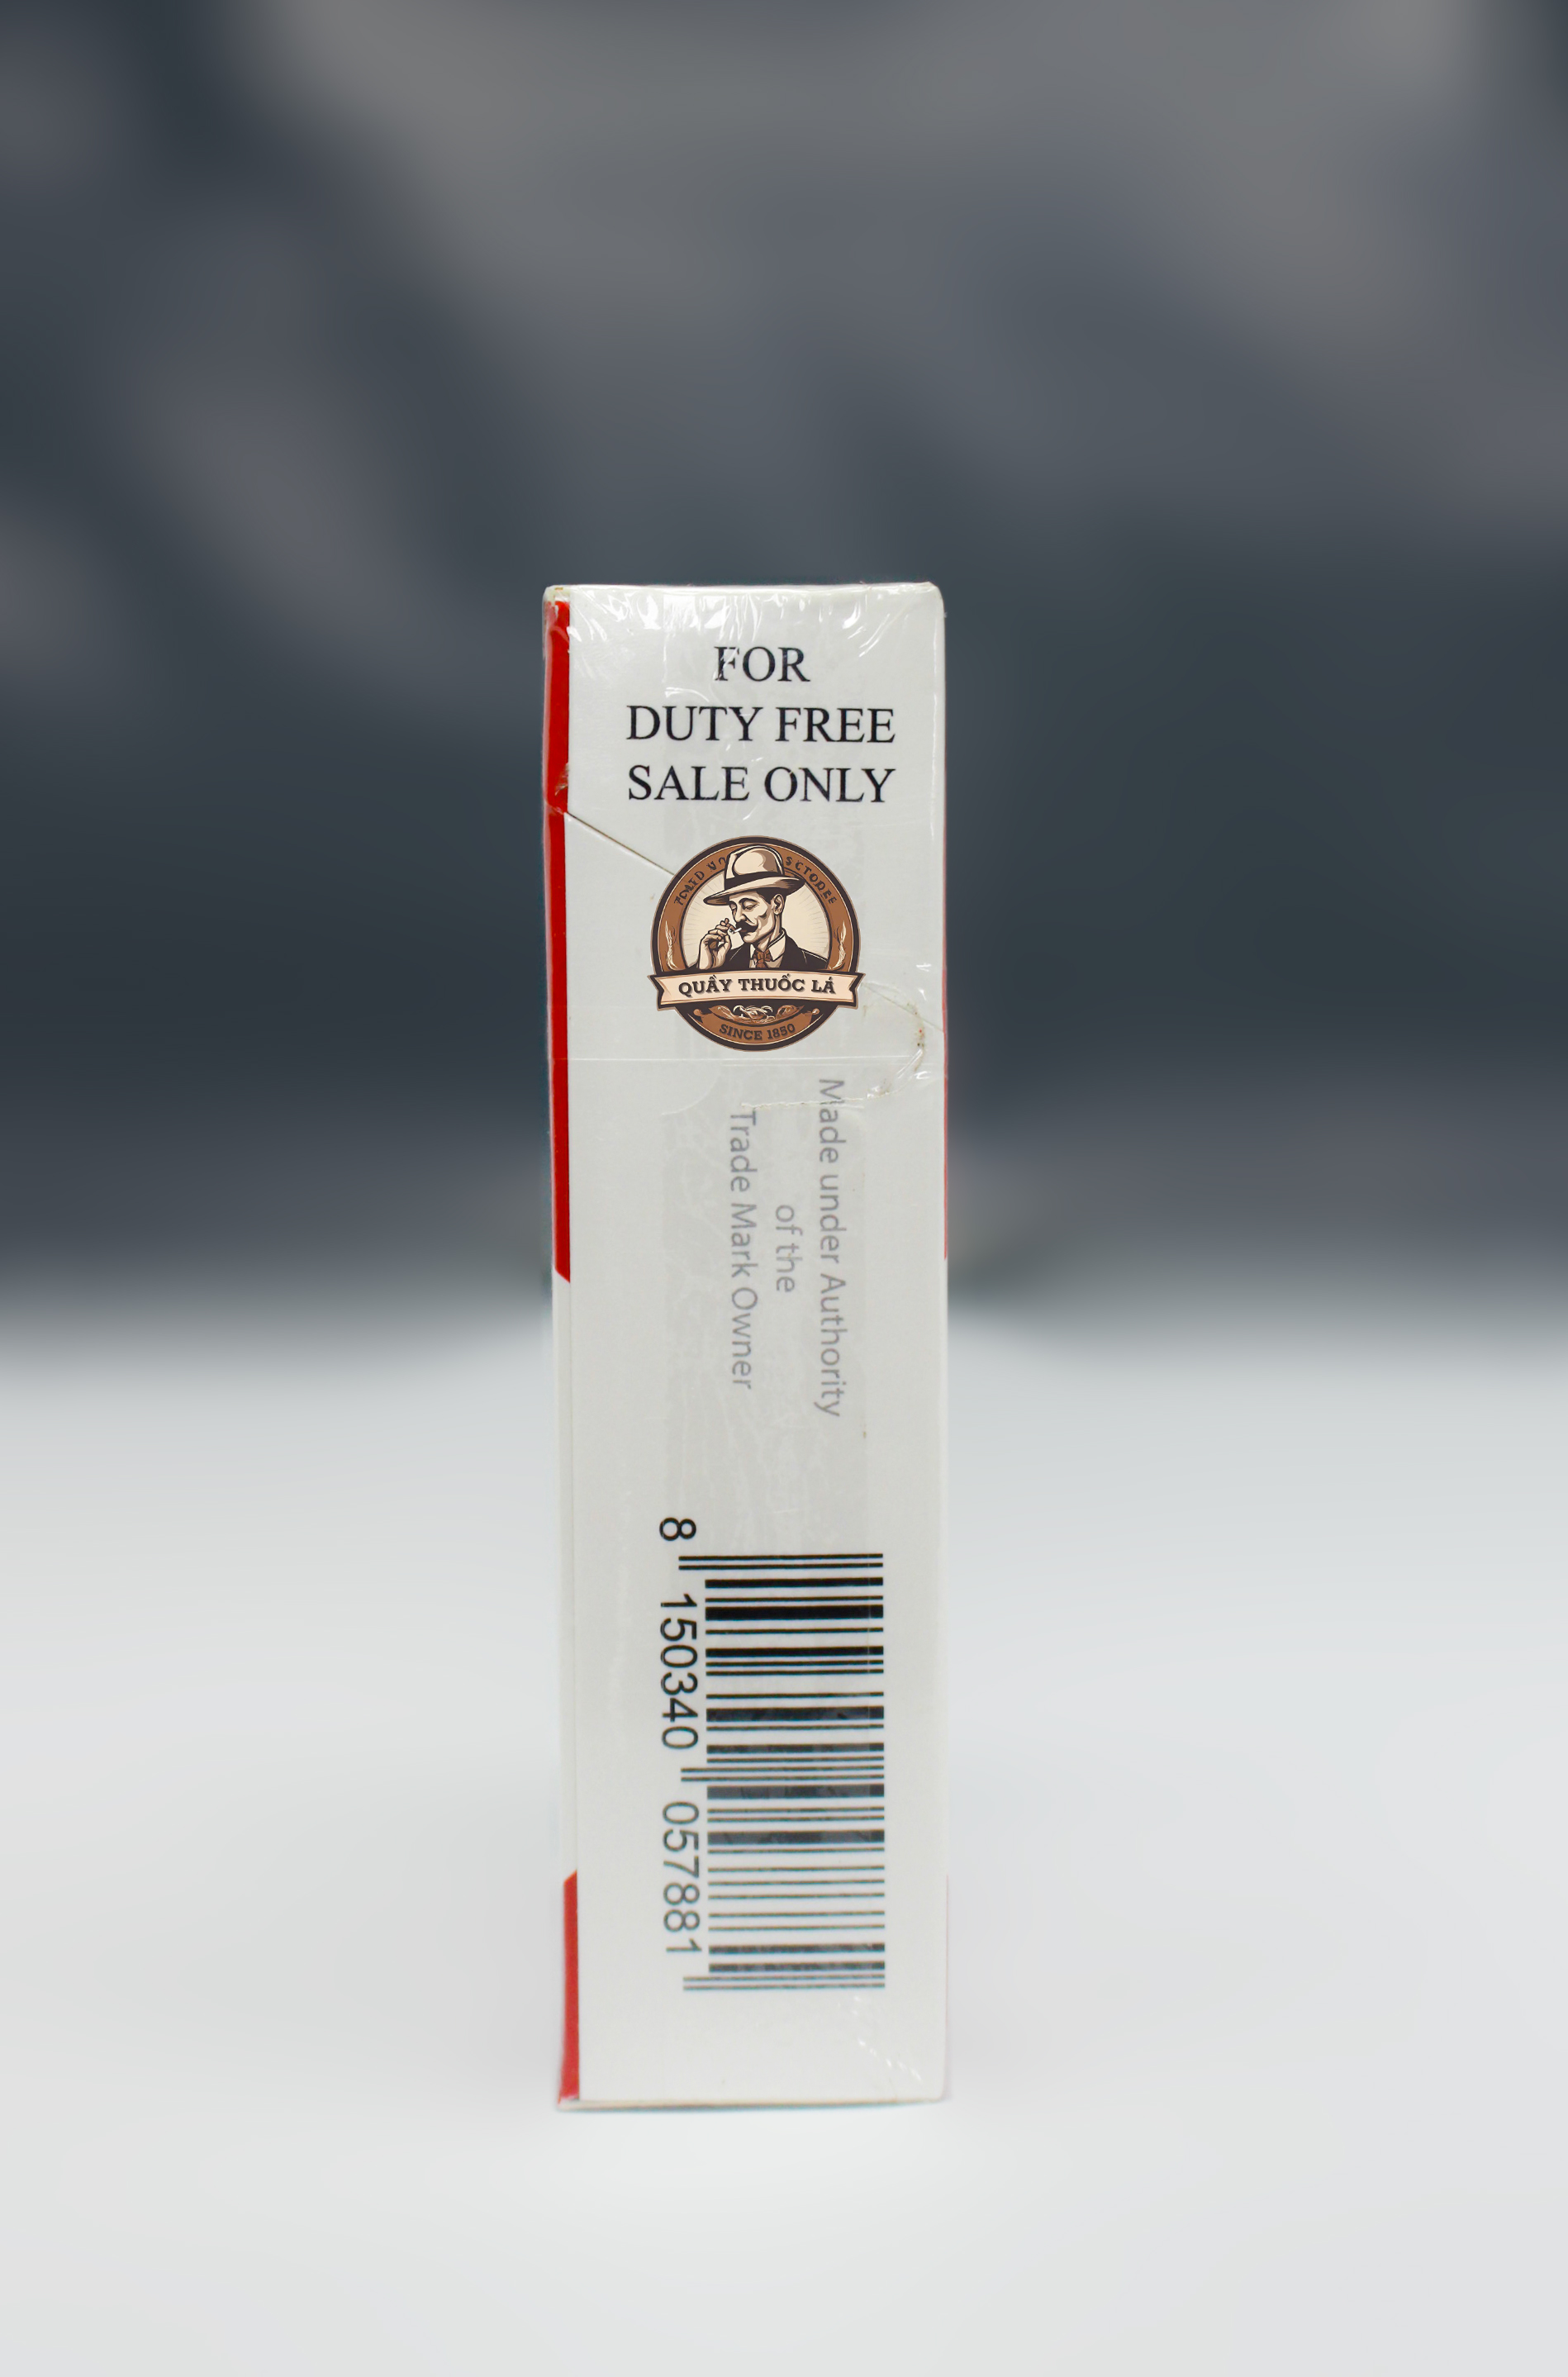 FOR
DUTY FREE
SALE ONLY
QUẦY THUỐC LÁ
SINCE 1850
Made under Authority
of the
Trade Mark Owner
8 150340 057881